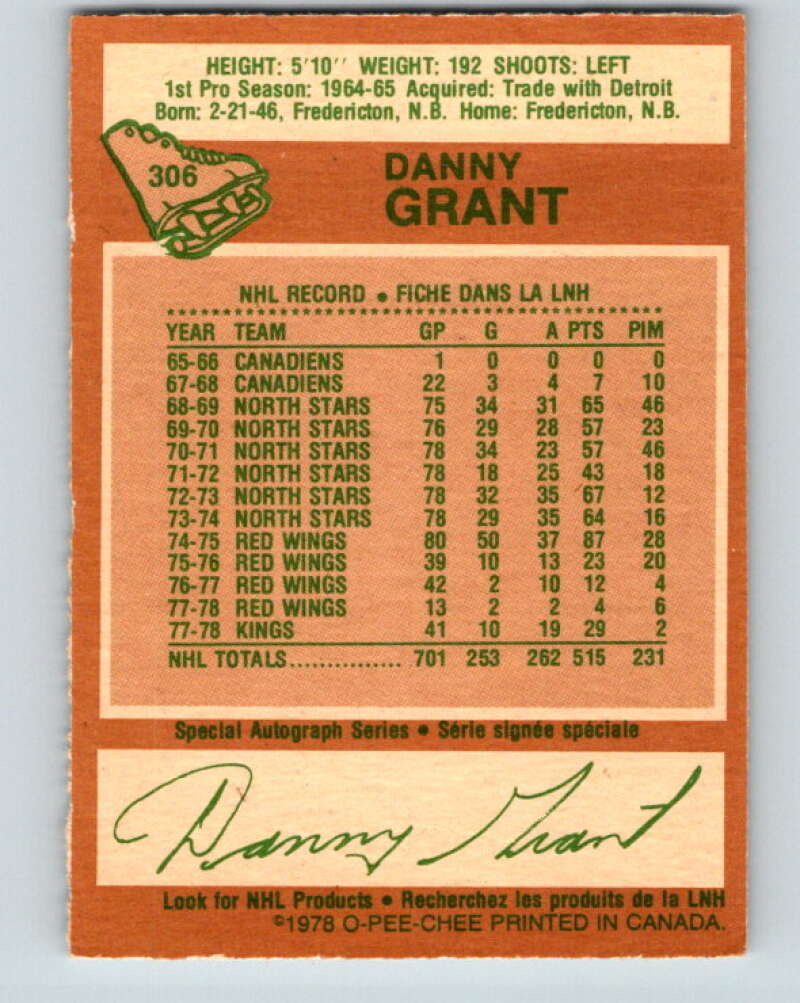 HEIGHT: 5'10'' WEIGHT: 192 SHOOTS: LEFT
1st Pro Season: 1964-65 Acquired: Trade with Detroit
Born: 2-21-46, Fredericton, N.B. Home: Fredericton, N.B.
306
DANNY
GRANT
NHL RECORD • FICHE DANS LA LNH
YEAR TEAM GP G A PTS PIM
65-66 CANADIENS 1 0 0 0 0
67-68 CANADIENS 22 3 4 7 10
68-69 NORTH STARS 75 34 31 65 46
69-70 NORTH STARS 76 29 28 57 23
70-71 NORTH STARS 78 34 23 57 46
71-72 NORTH STARS 78 18 25 43 18
72-73 NORTH STARS 78 32 35 67 12
73-74 NORTH STARS 78 29 35 64 16
74-75 RED WINGS 80 50 37 87 28
75-76 RED WINGS 39 10 13 23 20
76-77 RED WINGS 42 2 10 12 4
77-78 RED WINGS 13 2 2 4 6
77-78 KINGS 41 10 19 29 2
NHL TOTALS................ 701 253 262 515 231
Special Autograph Series • Série signée spéciale
Danny Grant
Look for NHL Products • Recherchez les produits de la LNH
©1978 O-PEE-CHEE PRINTED IN CANADA.